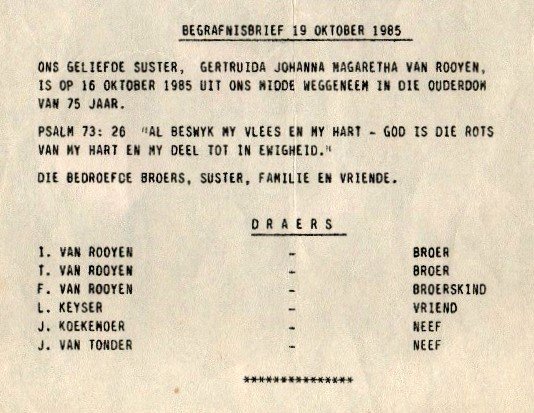 BEGRAFNISBRIEF 19 OKTOBER 1985
ONS GELIEFDE SUSTER, GERTRUIDA JOHANNA MAGARETHA VAN ROOYEN,
IS OP 16 OKTOBER 1985 UIT ONS MIDDE WEGGENEEM IN DIE OUDERDOM
VAN 75 JAAR.
PSALM 73: 26 "AL BESWYK MY VLEES EN MY HART - GOD IS DIE ROTS
VAN MY HART EN MY DEEL TOT IN EWIGHEID."
DIE BEDROEFDE BROERS, SUSTER, FAMILIE EN VRIENDE.
D R A E R S
I. VAN ROOYEN - BROER
T. VAN ROOYEN - BROER
F. VAN ROOYEN - BROERSKIND
L. KEYSER - VRIEND
J. KOEKEMOER - NEEF
J. VAN TONDER - NEEF
***************